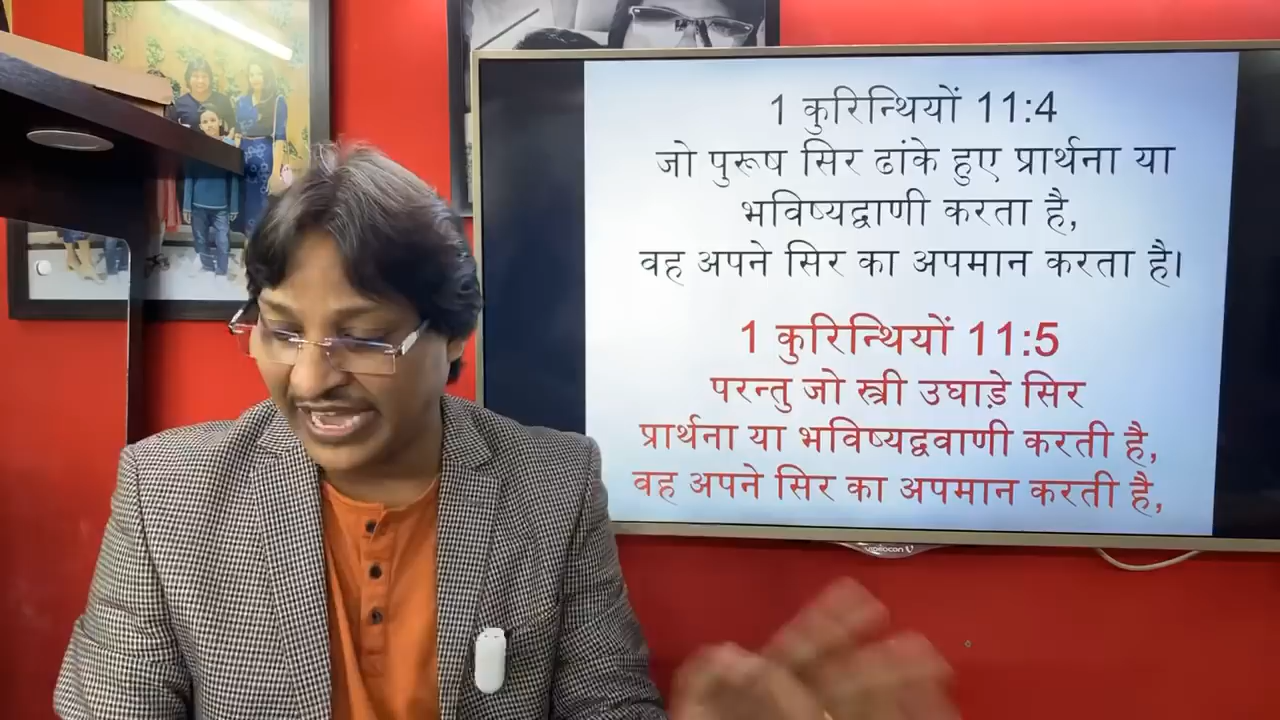 1 कुरिन्थियों 11:4
जो पुरूष सिर ढांके हुए प्रार्थना या
भविष्यद्वाणी करता है,
वह अपने सिर का अपमान करता है।
1 कुरिन्थियों 11:5
परन्तु जो स्त्री उघाड़े सिर
प्रार्थना या भविष्यद्ववाणी करती है,
वह अपने सिर का अपमान करती है,
videocon